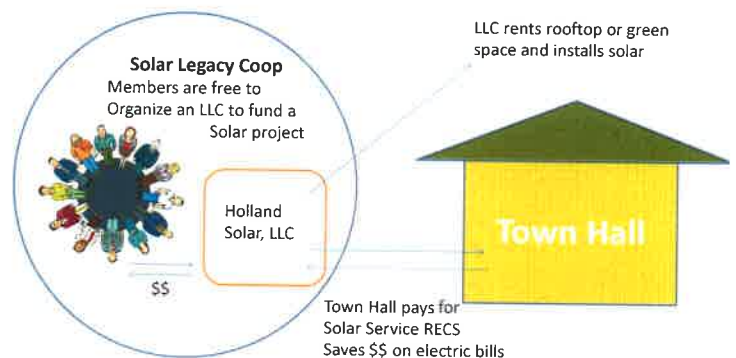 Solar Legacy Coop
Members are free to
Organize an LLC to fund a
Solar project
Holland
Solar, LLC
$$
LLC rents rooftop or green
space and installs solar
Town Hall
Town Hall pays for
Solar Service RECS
Saves $$ on electric bills